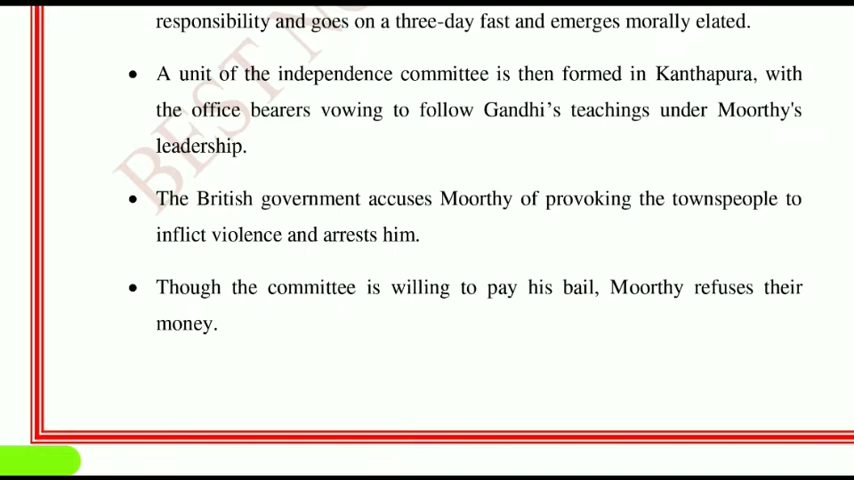 responsibility and goes on a three-day fast and emerges morally elated.
• A unit of the independence committee is then formed in Kanthapura, with
the office bearers vowing to follow Gandhi’s teachings under Moorthy's
leadership.
• The British government accuses Moorthy of provoking the townspeople to
inflict violence and arrests him.
• Though the committee is willing to pay his bail, Moorthy refuses their
money.
BEST NO